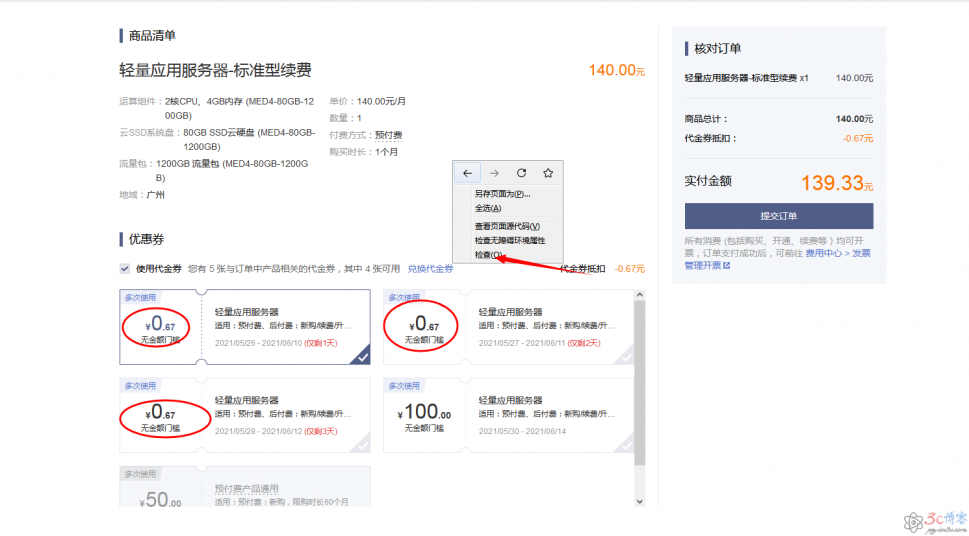 商品清单
轻量应用服务器-标准型续费
140.00元
运算组件：2核CPU、4GB内存 (MED4-80GB-12
00GB)
云SSD系统盘：80GB SSD云硬盘 (MED4-80GB-
1200GB)
流量包：1200GB 流量包 (MED4-80GB-1200G
B)
地域：广州
单价：140.00元/月
数量：1
付费方式：预付费
购买时长：1个月
另存页面为(P)...
全选(A)
查看页面源代码(V)
检查无障碍环境属性
检查(Q)
优惠券
使用代金券 您有 5 张与订单中产品相关的代金券，其中 4 张可用 兑换代金券
代金券抵扣 -0.67元
多次使用
¥0.67
无金额门槛
轻量应用服务器
适用：预付费、后付费：新购/续费/升...
2021/05/26 - 2021/06/10 (仅剩1天)
多次使用
¥0.67
无金额门槛
轻量应用服务器
适用：预付费、后付费：新购/续费/升...
2021/05/27 - 2021/06/11 (仅剩2天)
多次使用
¥0.67
无金额门槛
轻量应用服务器
适用：预付费、后付费：新购/续费/升...
2021/05/28 - 2021/06/12 (仅剩3天)
多次使用
¥100.00
无金额门槛
轻量应用服务器
适用：预付费、后付费：新购/续费/升...
2021/05/30 - 2021/06/14
多次使用
¥50.00
预付费产品通用
适用：预付费：新购，限购时长60个月
核对订单
轻量应用服务器-标准型续费 x1 140.00元
商品总计： 140.00元
代金券抵扣： -0.67元
实付金额 139.33元
提交订单
所有消费 (包括购买、开通、续费等 ) 均可开
票，订单支付成功后，可前往 费用中心 > 发票
管理开票
3c博客